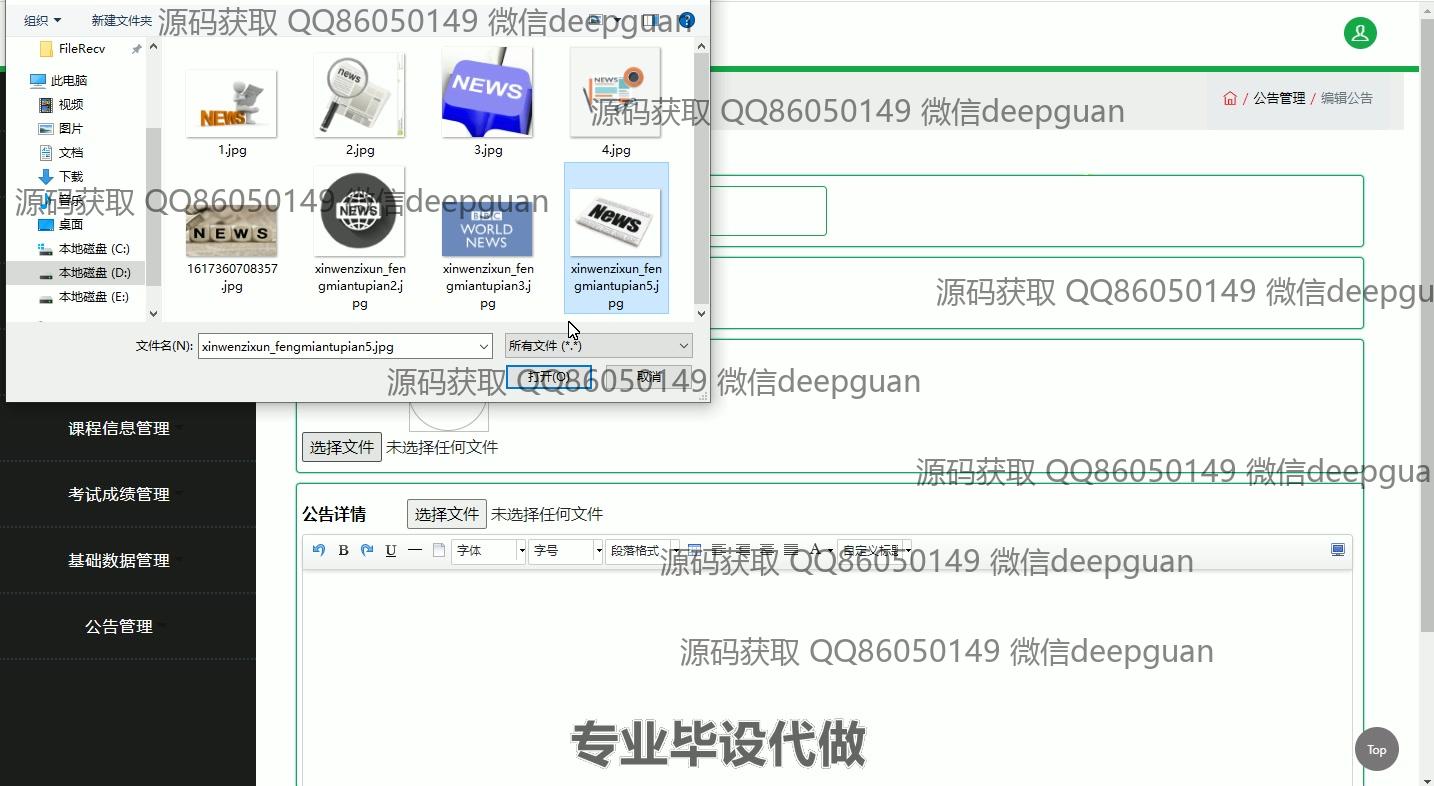 组织 新建文件夹
源码获取 QQ86050149 微信deepguan
FileRecv
此电脑
视频
图片
文档
下载
音乐
桌面
本地磁盘 (C:)
本地磁盘 (D:)
本地磁盘 (E:)
NEWS
news
NEWS
NEWS
1.jpg
2.jpg
3.jpg
4.jpg
源码获取 QQ86050149 微信deepguan
公告管理 / 编辑公告
源码获取 QQ86050149 微信deepguan
NEWS
NEWS
BBC
WORLD
NEWS
News
1617360708357
.jpg
xinwenzixun_fen
gmiantupian2.j
pg
xinwenzixun_fen
gmiantupian3.j
pg
xinwenzixun_fen
gmiantupian5.j
pg
源码获取 QQ86050149 微信deepgu
文件名(N): xinwenzixun_fengmiantupian5.jpg 所有文件 (*.*)
打开(O) 取消
源码获取 QQ86050149 微信deepguan
课程信息管理
考试成绩管理
基础数据管理
公告管理
选择文件 未选择任何文件
源码获取 QQ86050149 微信deepgua
公告详情 选择文件 未选择任何文件
B U 字体 字号 段落格式 A 自定义标题
源码获取 QQ86050149 微信deepguan
源码获取 QQ86050149 微信deepguan
专业毕设代做
Top